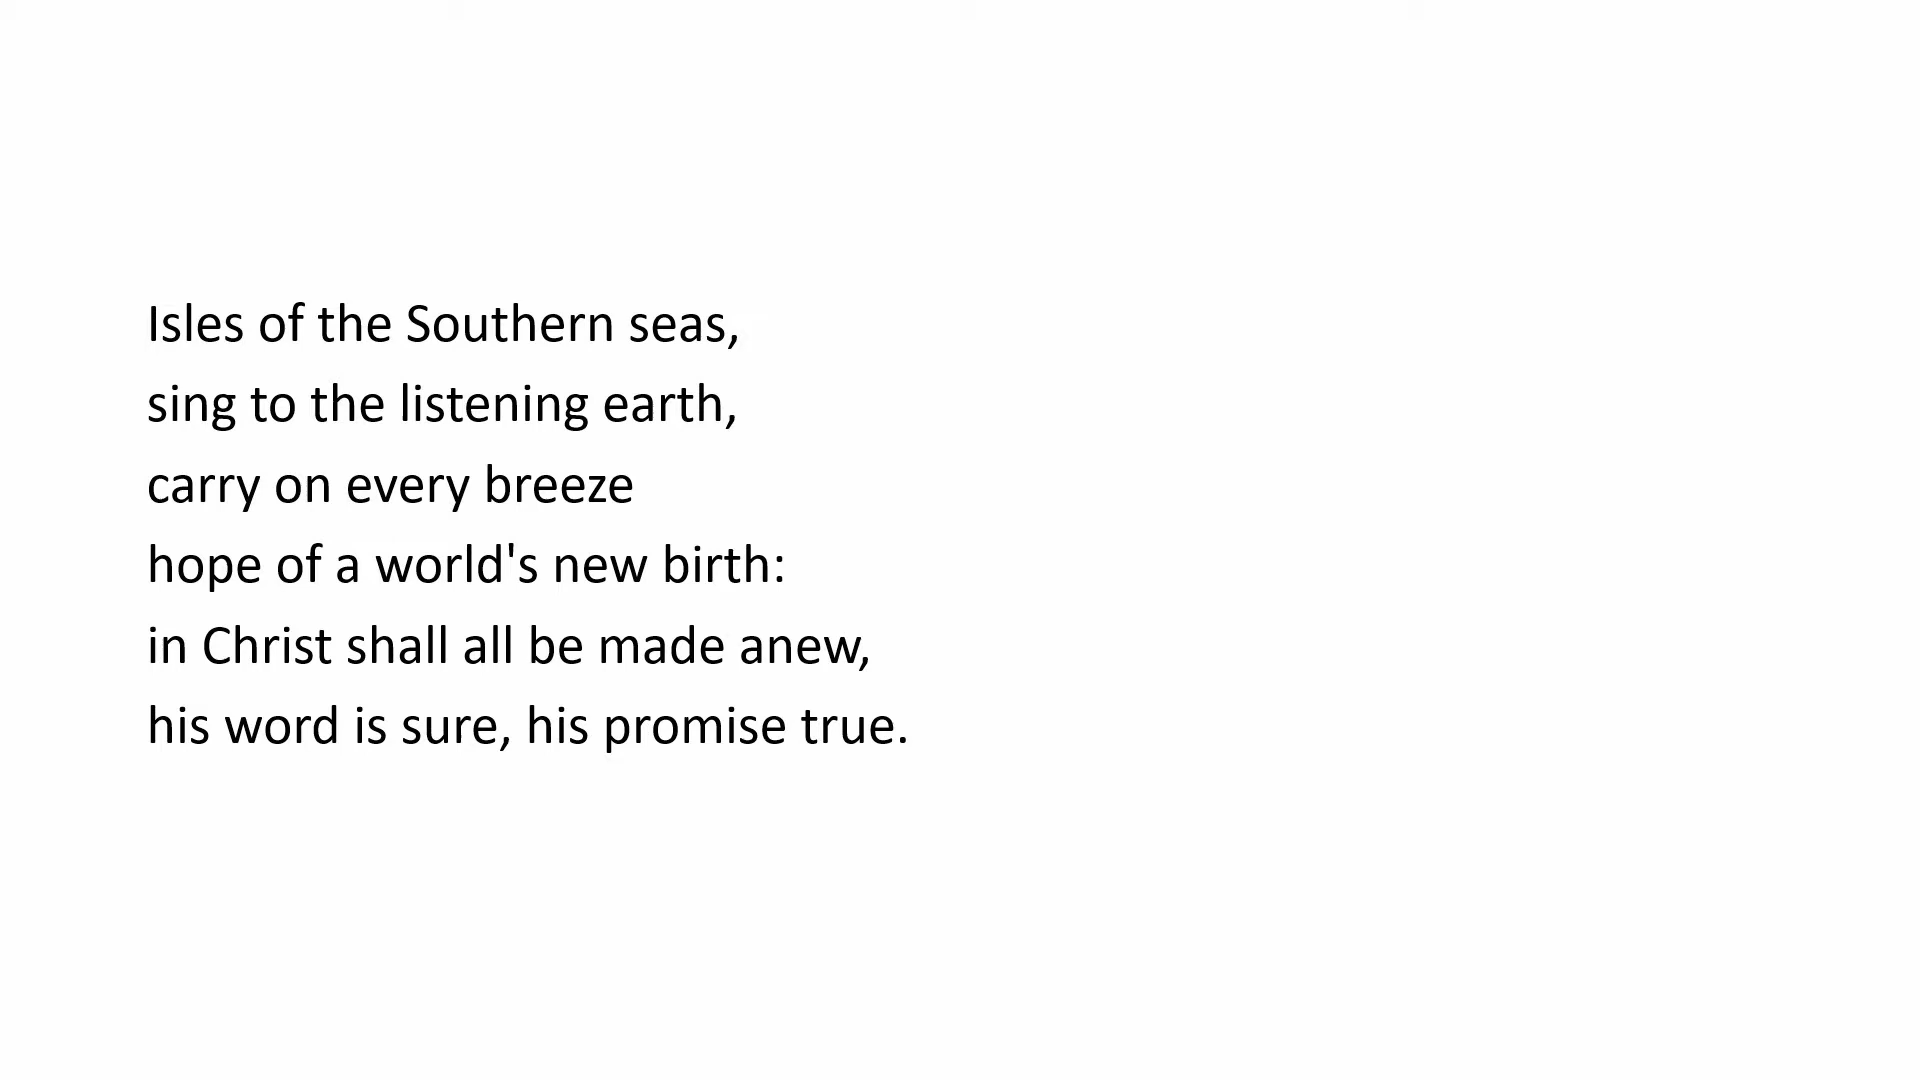 Isles of the Southern seas,
sing to the listening earth,
carry on every breeze
hope of a world's new birth:
in Christ shall all be made anew,
his word is sure, his promise true.